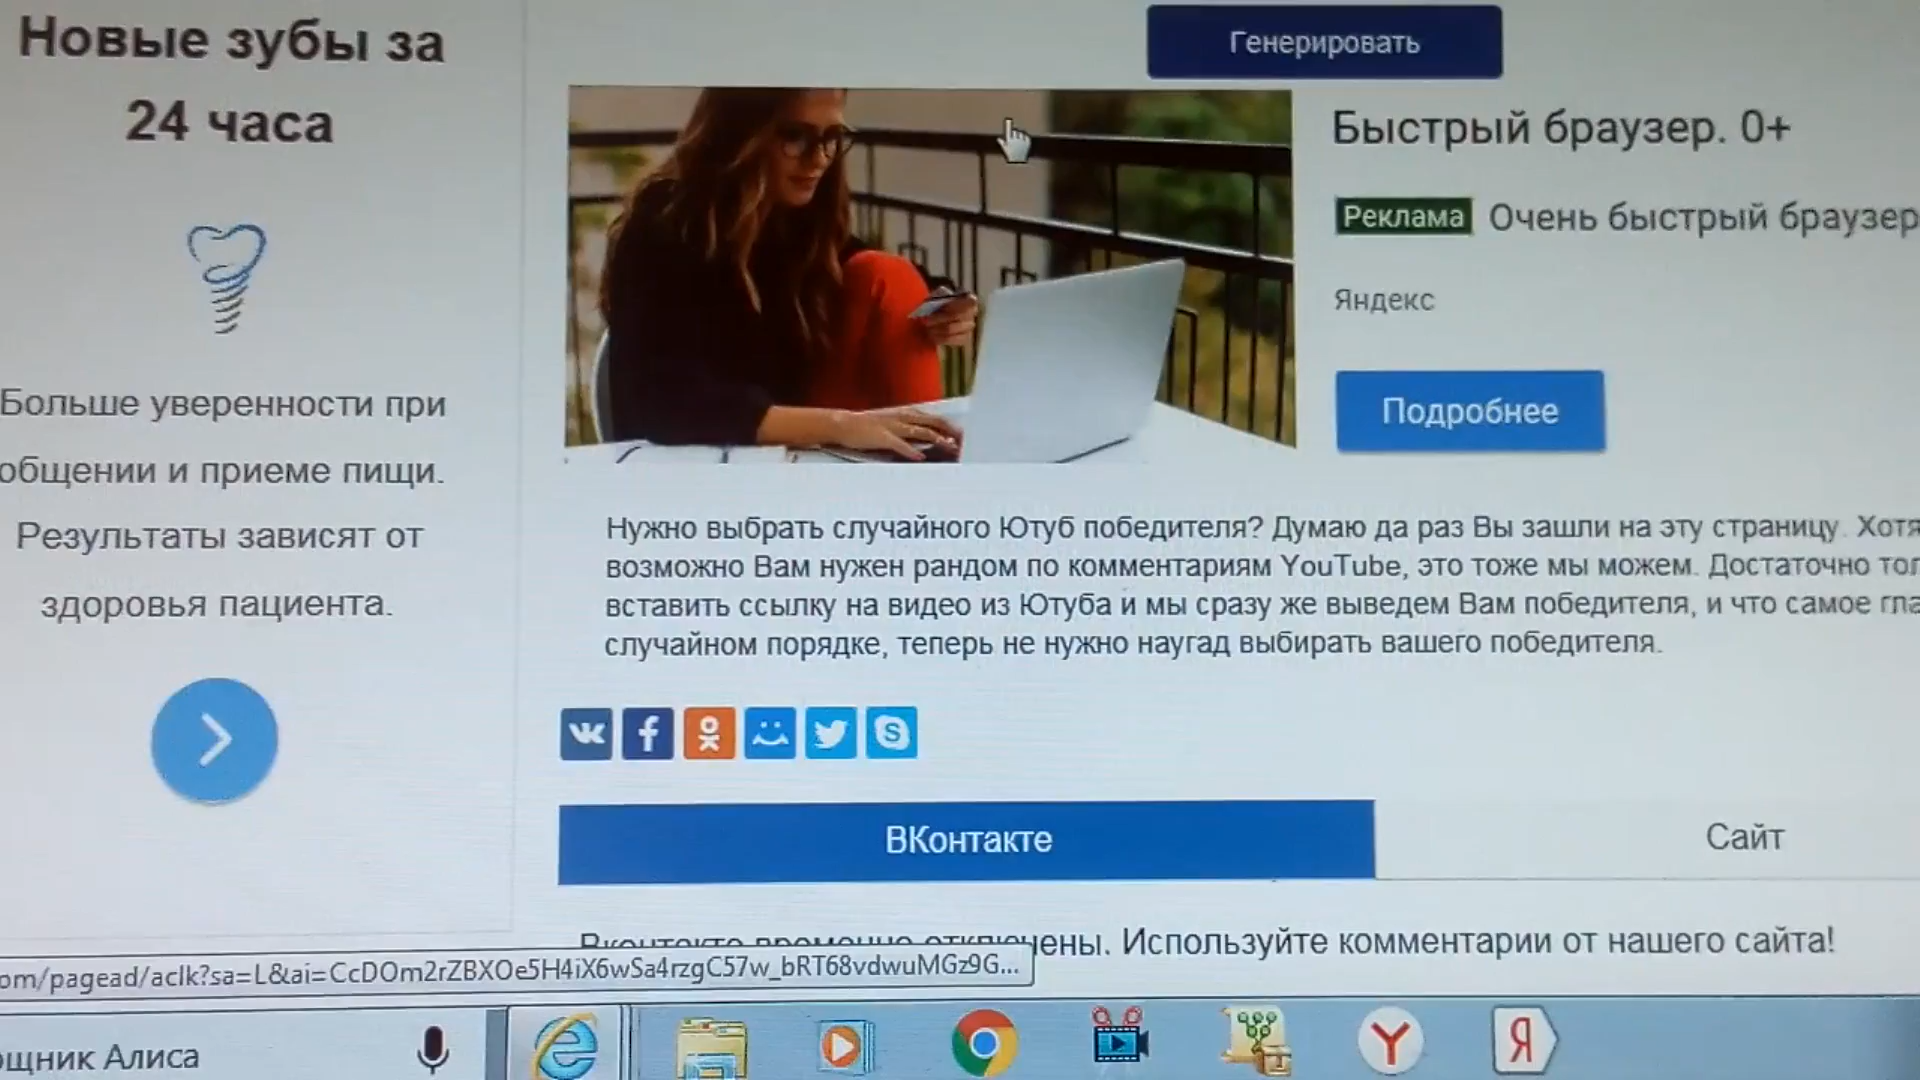 Новые зубы за
24 часа
Больше уверенности при
общении и приеме пищи.
Результаты зависят от
здоровья пациента.
Генерировать
Быстрый браузер. 0+
Реклама Очень быстрый браузер
Яндекс
Подробнее
Нужно выбрать случайного Ютуб победителя? Думаю да раз Вы зашли на эту страницу. Хотя
возможно Вам нужен рандом по комментариям YouTube, это тоже мы можем. Достаточно
вставить ссылку на видео из Ютуба и мы сразу же выведем Вам победителя, и что самое
случайном порядке, теперь не нужно наугад выбирать вашего победителя.
ВКонтакте
Сайт
Вконтакте временно отключены. Используйте комментарии от нашего сайта!
om/pagead/aclk?sa=L&ai=CcDOm2rZBXOe5H4iX6wSa4rzgC57w_bRT68vdwuMGz9G...
ощник Алиса